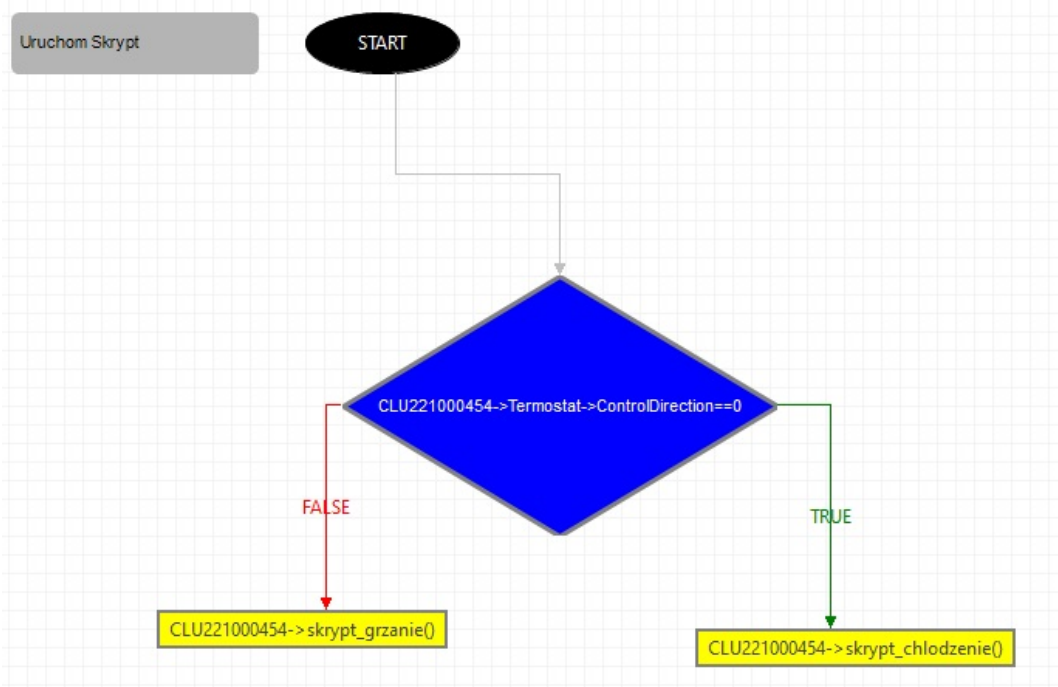 Uruchom Skrypt
START
CLU221000454->Termostat->ControlDirection==0
FALSE
TRUE
CLU221000454->skrypt_grzanie()
CLU221000454->skrypt_chlodzenie()